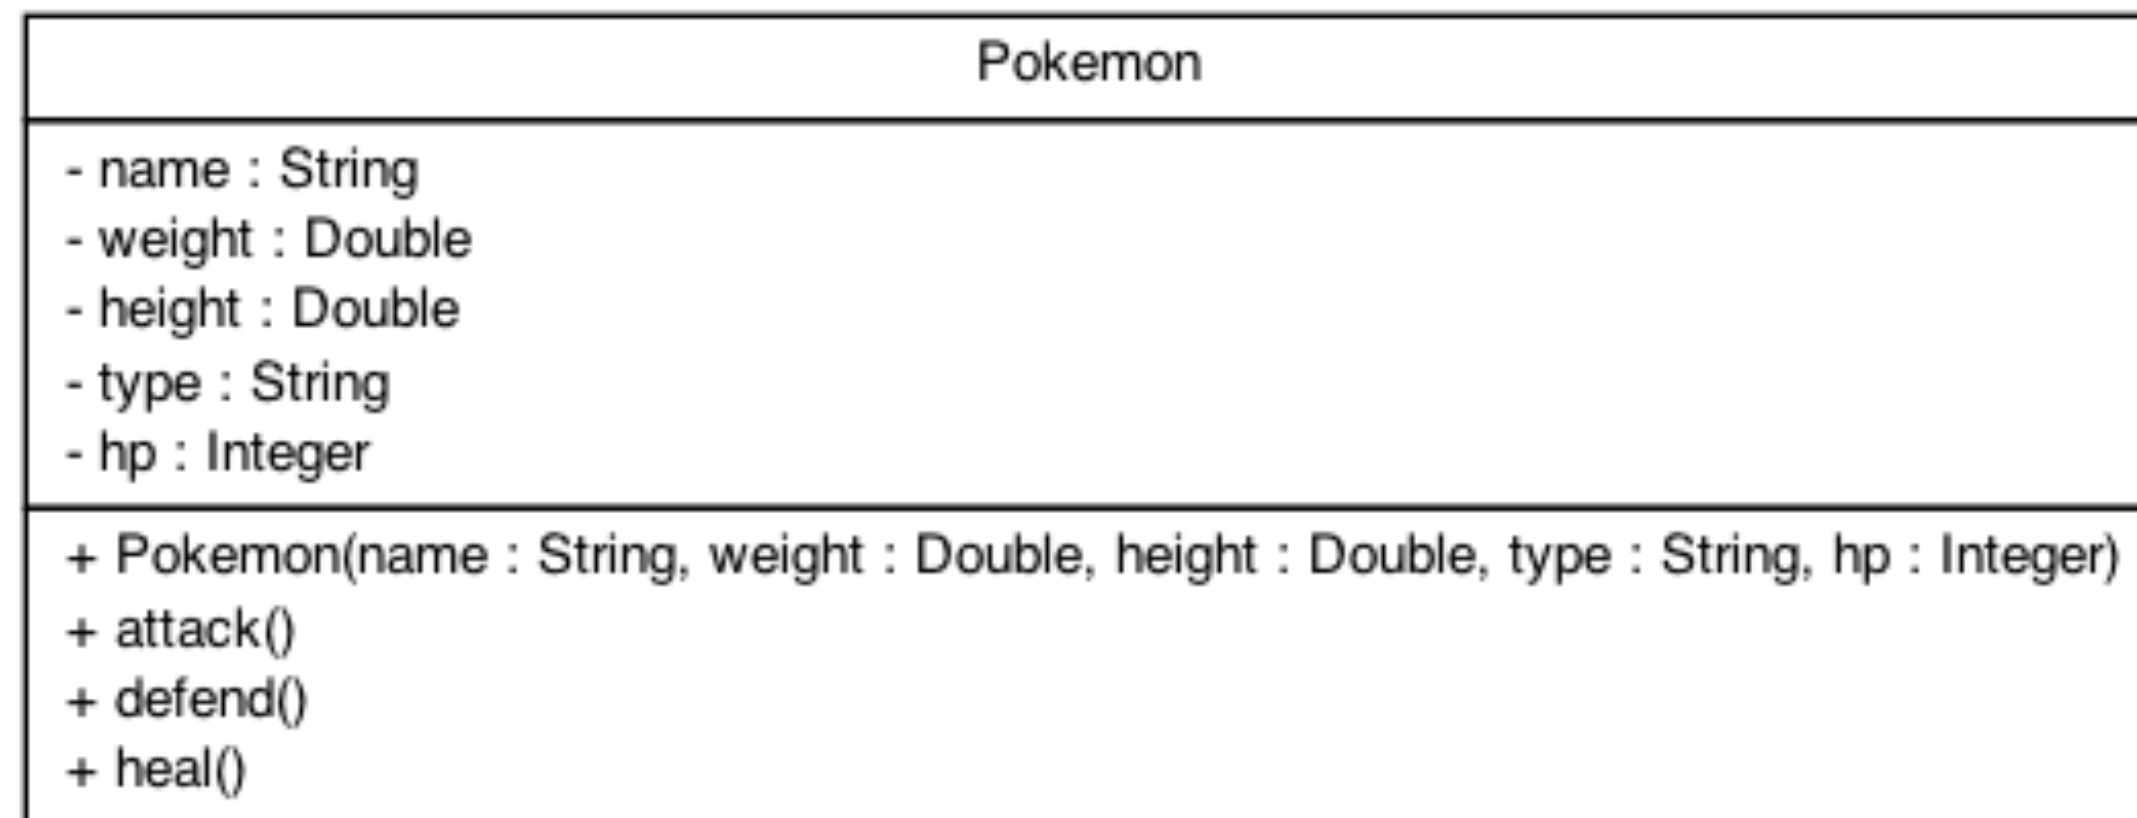 Pokemon
- name : String
- weight : Double
- height : Double
- type : String
- hp : Integer
+ Pokemon(name : String, weight : Double, height : Double, type : String, hp : Integer)
+ attack()
+ defend()
+ heal()